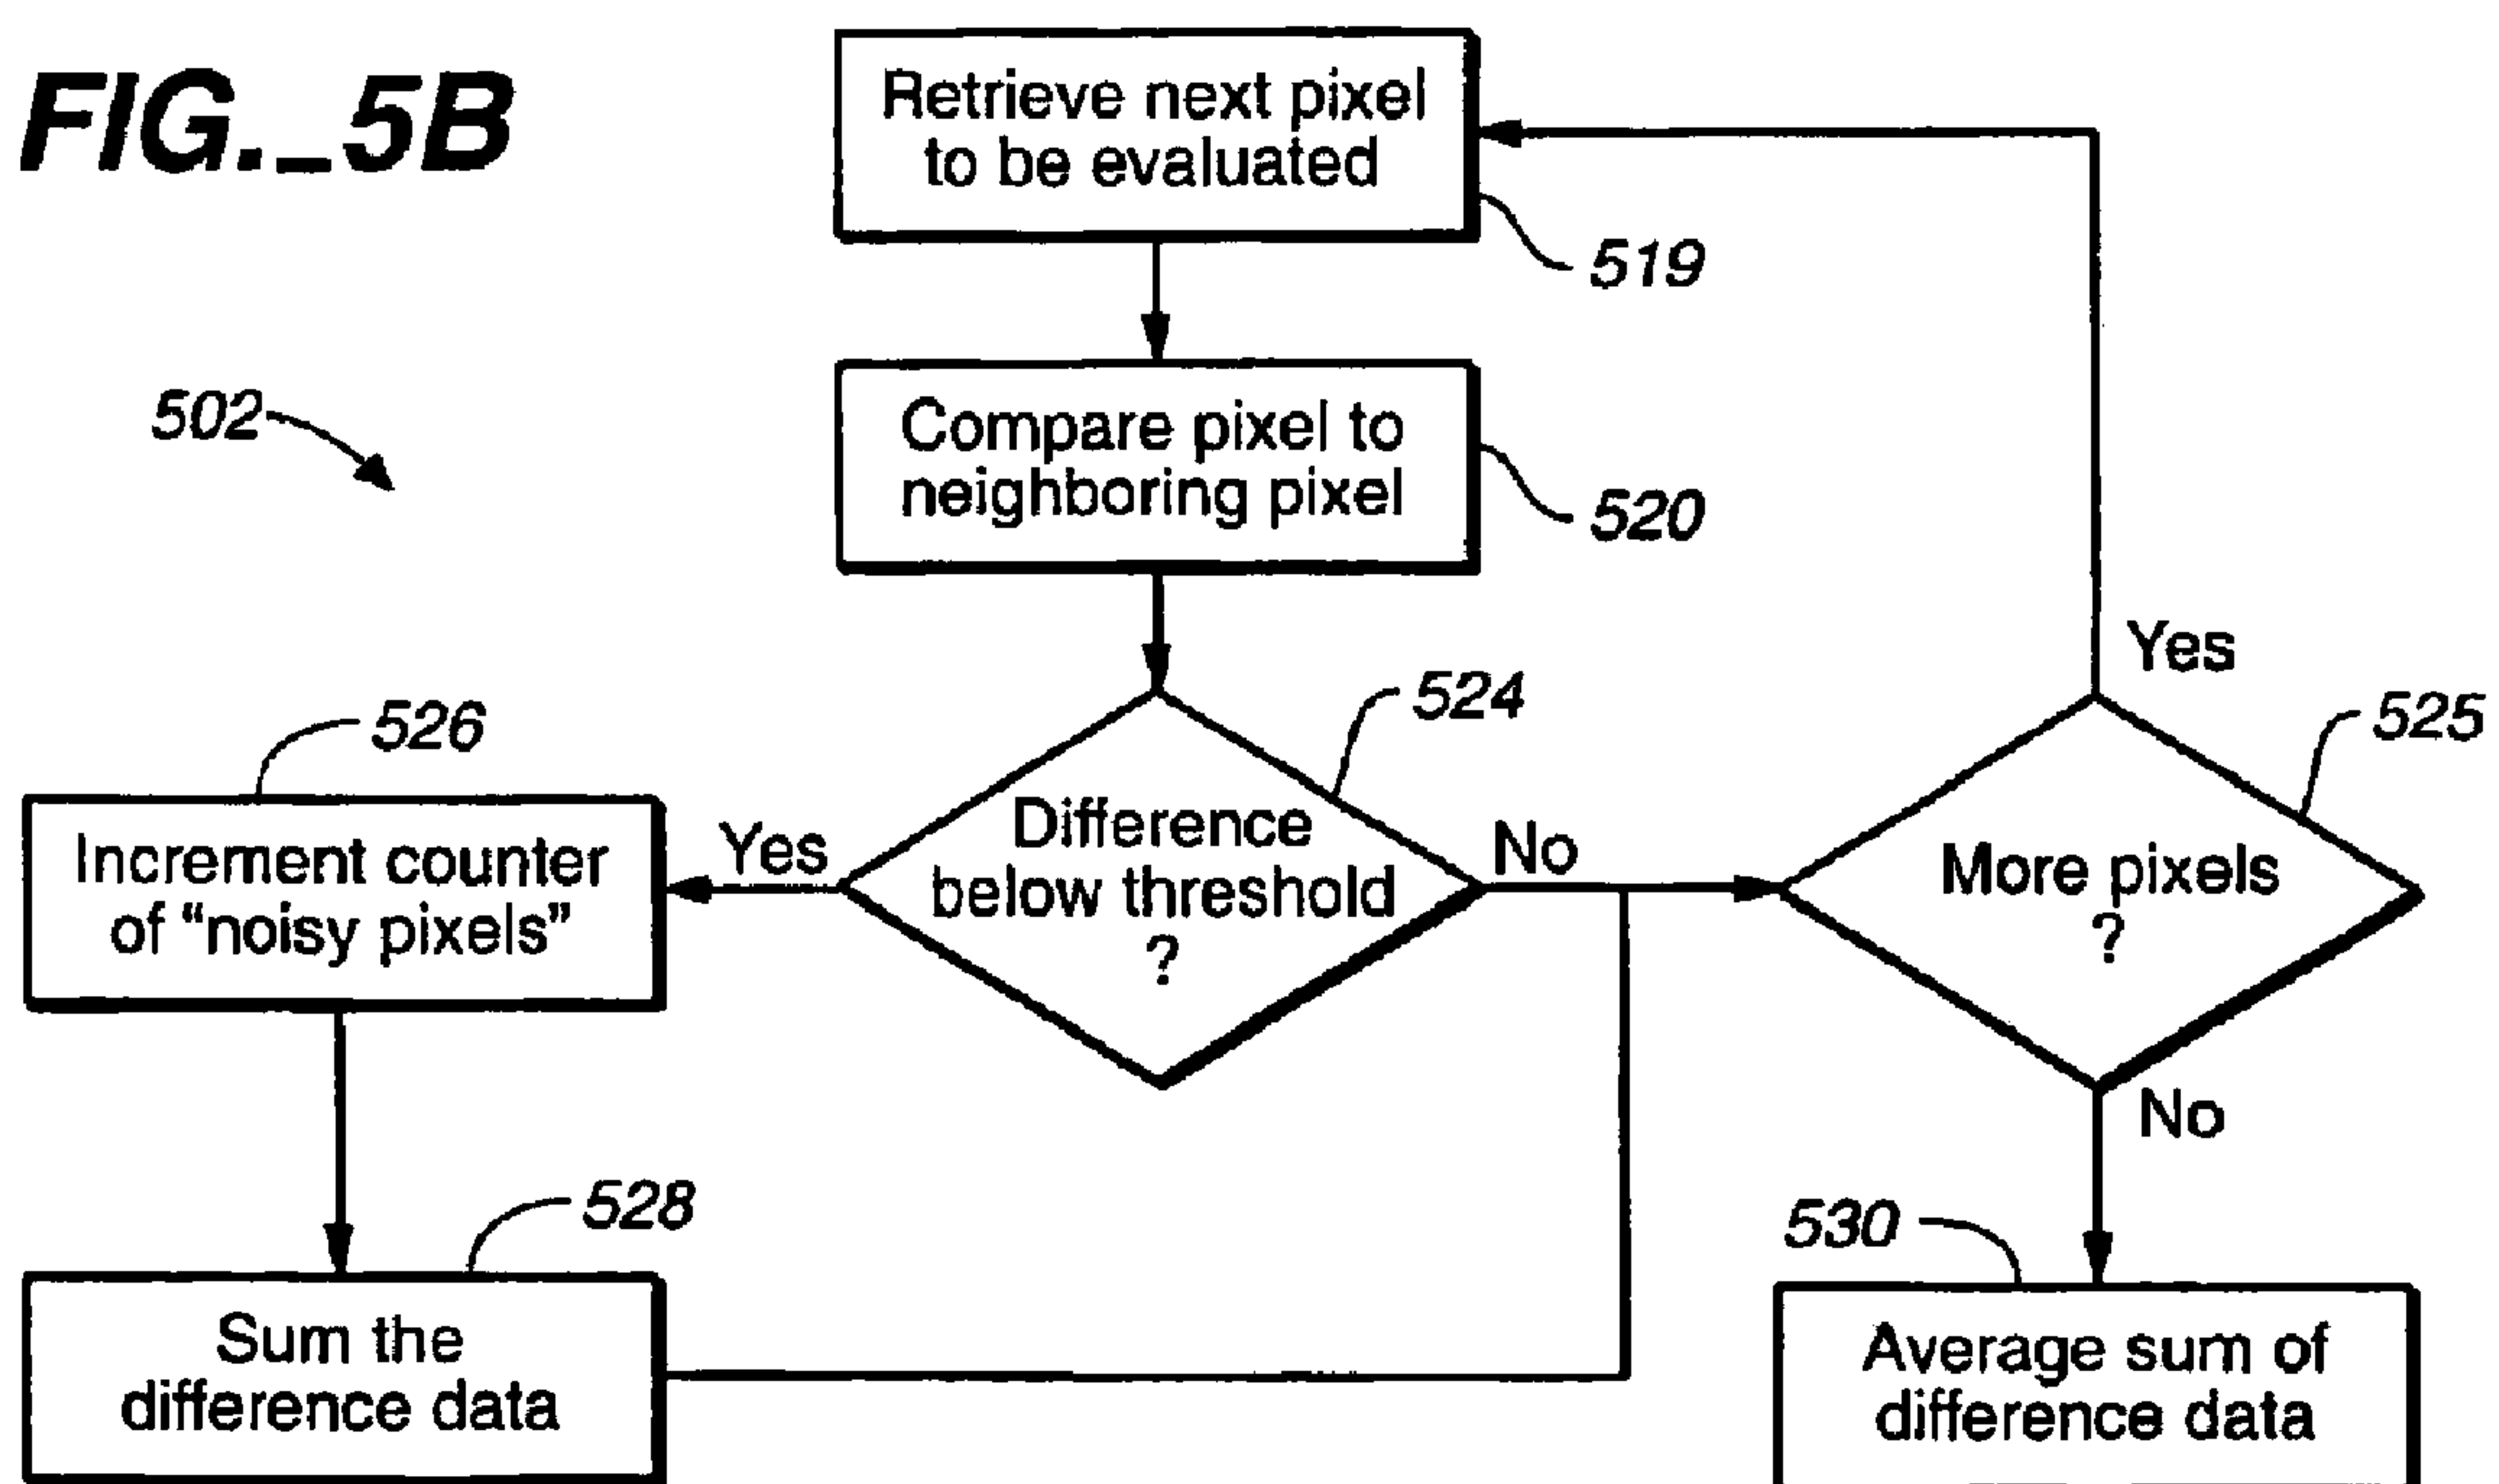 FIG._5B
Retrieve next pixel
to be evaluated
519
502
Compare pixel to
neighboring pixel
520
Yes
524
525
526
Difference
below threshold
?
Yes
No
More pixels
?
Increment counter
of “noisy pixels”
No
528
530
Sum the
difference data
Average sum of
difference data